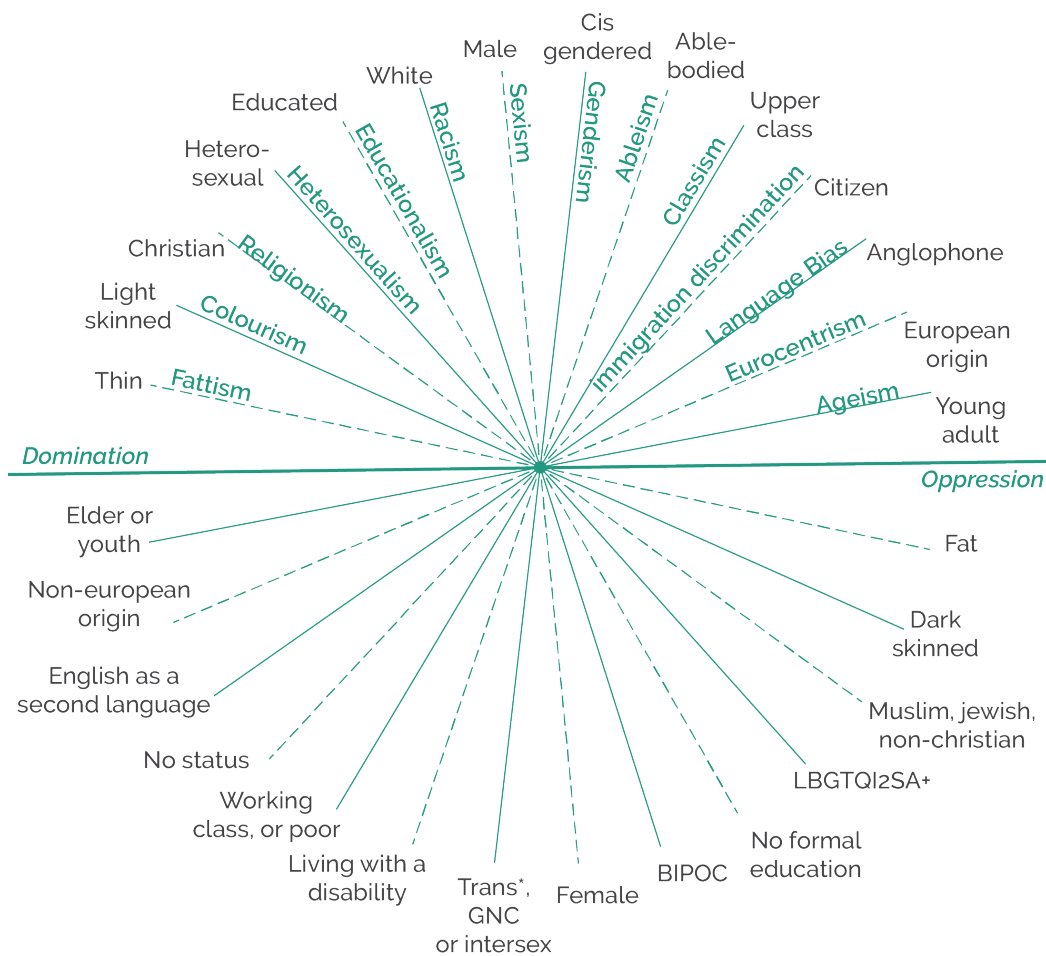 Cis
gendered
Male
Able-
bodied
White
Upper
class
Educated
Hetero-
sexual
Citizen
Christian
Anglophone
Light
skinned
European
origin
Thin
Young
adult
Fattism
Colourism
Religionism
Heterosexualism
Educationalism
Racism
Sexism
Genderism
Ableism
Classism
immigration discrimination
Language Bias
Eurocentrism
Ageism
Domination
Oppression
Elder or
youth
Fat
Non-european
origin
Dark
skinned
English as a
second language
Muslim, jewish,
non-christian
No status
LBGTQI2SA+
Working
class, or poor
No formal
education
Living with a
disability
BIPOC
Trans*,
GNC
or intersex
Female